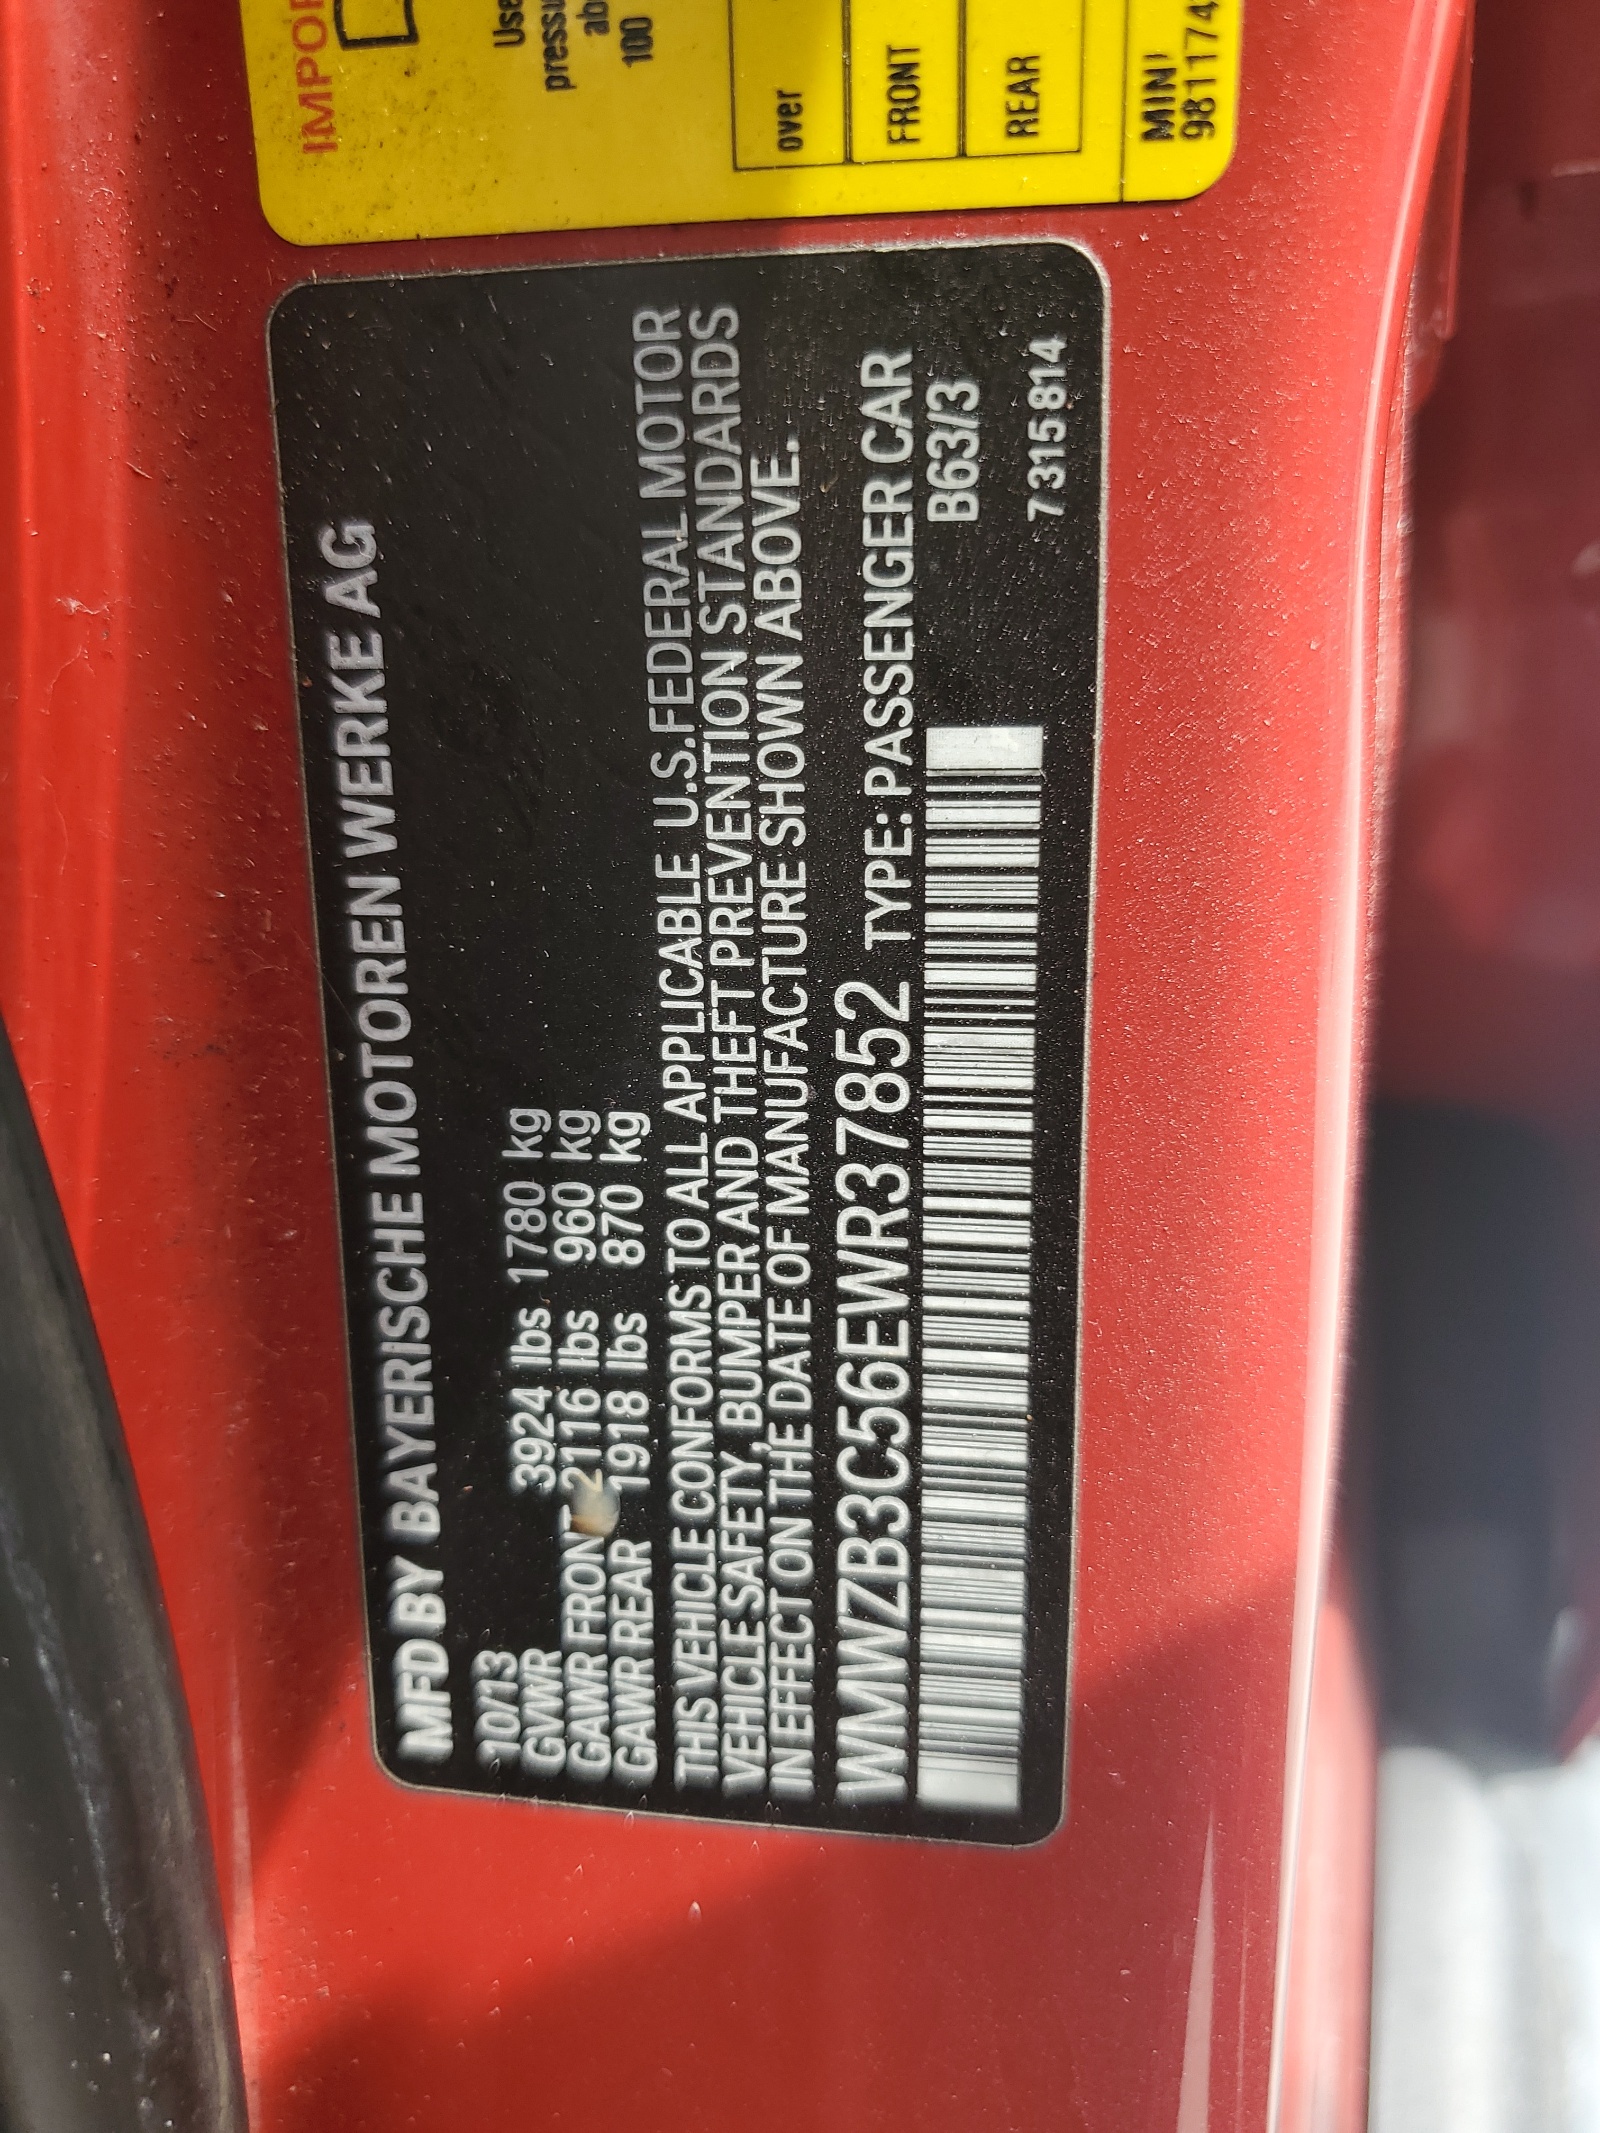 MFD BY BAYERISCHE MOTOREN WERKE AG
10/13
GVWR 3924 lbs 1780 kg
GAWR FRONT 2116 lbs 960 kg
GAWR REAR 1918 lbs 870 kg
THIS VEHICLE CONFORMS TO ALL APPLICABLE U.S.FEDERAL MOTOR
VEHICLE SAFETY, BUMPER AND THEFT PREVENTION STANDARDS
IN EFFECT ON THE DATE OF MANUFACTURE SHOWN ABOVE.
WMWZB3C56EWR37852 TYPE: PASSENGER CAR
B63/3
7 315 814
over
FRONT
REAR
MINI